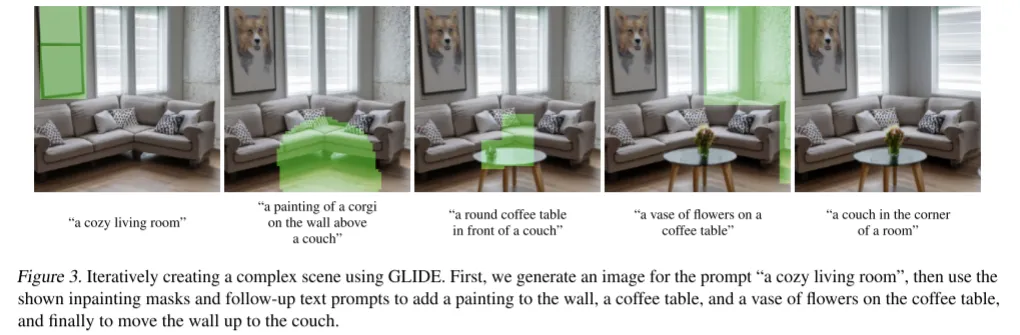 “a cozy living room”
“a painting of a corgi
on the wall above
a couch”
“a round coffee table
in front of a couch”
“a vase of flowers on a
coffee table”
“a couch in the corner
of a room”
Figure 3. Iteratively creating a complex scene using GLIDE. First, we generate an image for the prompt “a cozy living room”, then use the
shown inpainting masks and follow-up text prompts to add a painting to the wall, a coffee table, and a vase of flowers on the coffee table,
and finally to move the wall up to the couch.